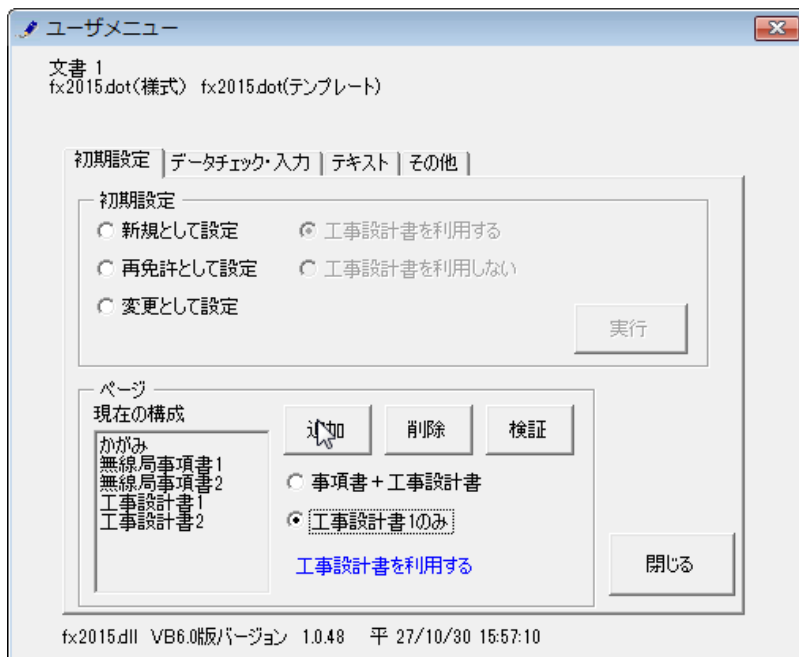 ユーザメニュー
文書 1
fx2015.dot(様式) fx2015.dot(テンプレート)
初期設定 データチェック・入力 テキスト その他
初期設定
新規として設定 工事設計書を利用する
再免許として設定 工事設計書を利用しない
変更として設定
実行
ページ
現在の構成
追加 削除 検証
かがみ
無線局事項書1
無線局事項書2
工事設計書1
工事設計書2
事項書+工事設計書
工事設計書1のみ
工事設計書を利用する
閉じる
fx2015.dll VB6.0版バージョン 1.0.48 平 27/10/30 15:57:10